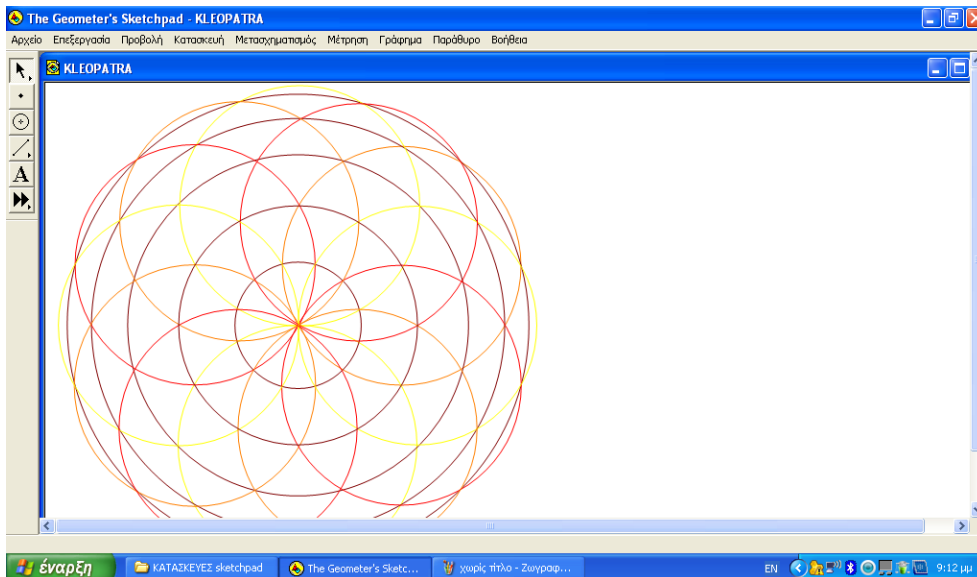 The Geometer's Sketchpad - KLEOPATRA
Αρχείο Επεξεργασία Προβολή Κατασκευή Μετασχηματισμός Μέτρηση Γράφημα Παράθυρο Βοήθεια
KLEOPATRA
A
έναρξη ΚΑΤΑΣΚΕΥΕΣ sketchpad The Geometer's Sketc... χωρίς τίτλο - Ζωγραφ... EN 9:12 μμ